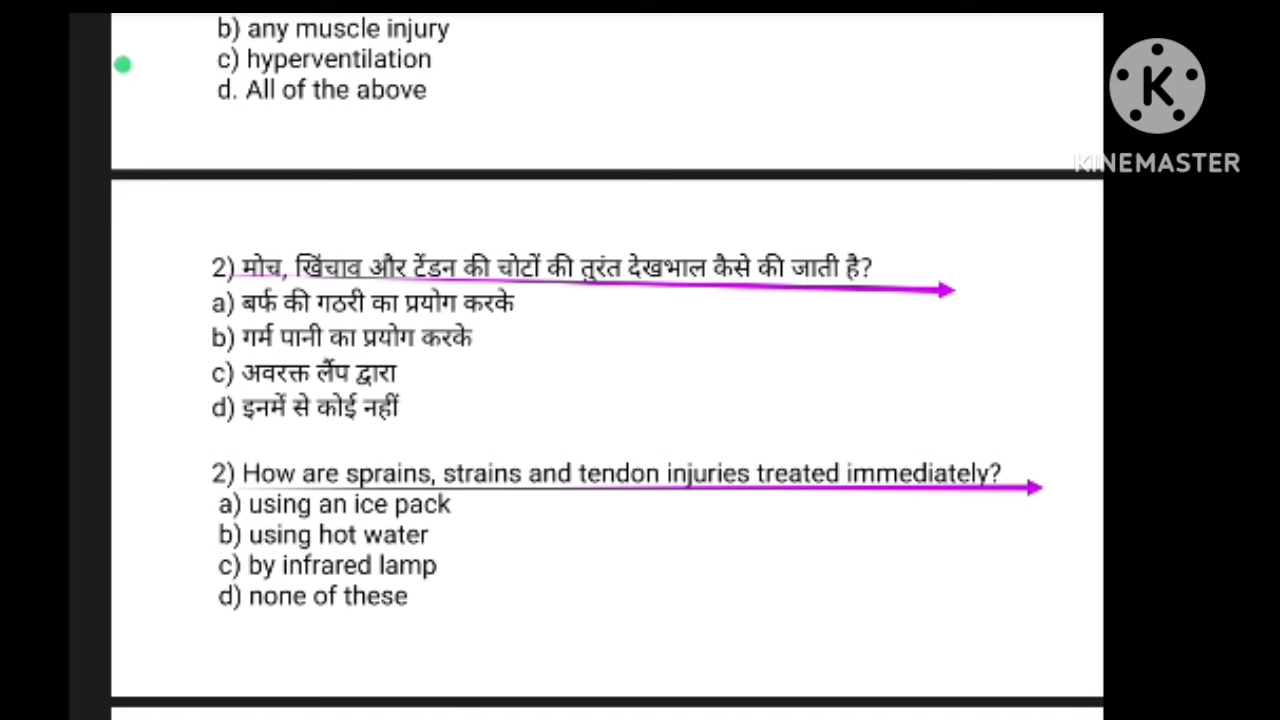 b) any muscle injury
c) hyperventilation
d. All of the above
K
KINEMASTER
2) मोच, खिंचाव और टेंडन की चोटों की तुरंत देखभाल कैसे की जाती है?
a) बर्फ की गठरी का प्रयोग करके
b) गर्म पानी का प्रयोग करके
c) अवरक्त लैंप द्वारा
d) इनमें से कोई नहीं
2) How are sprains, strains and tendon injuries treated immediately?
a) using an ice pack
b) using hot water
c) by infrared lamp
d) none of these